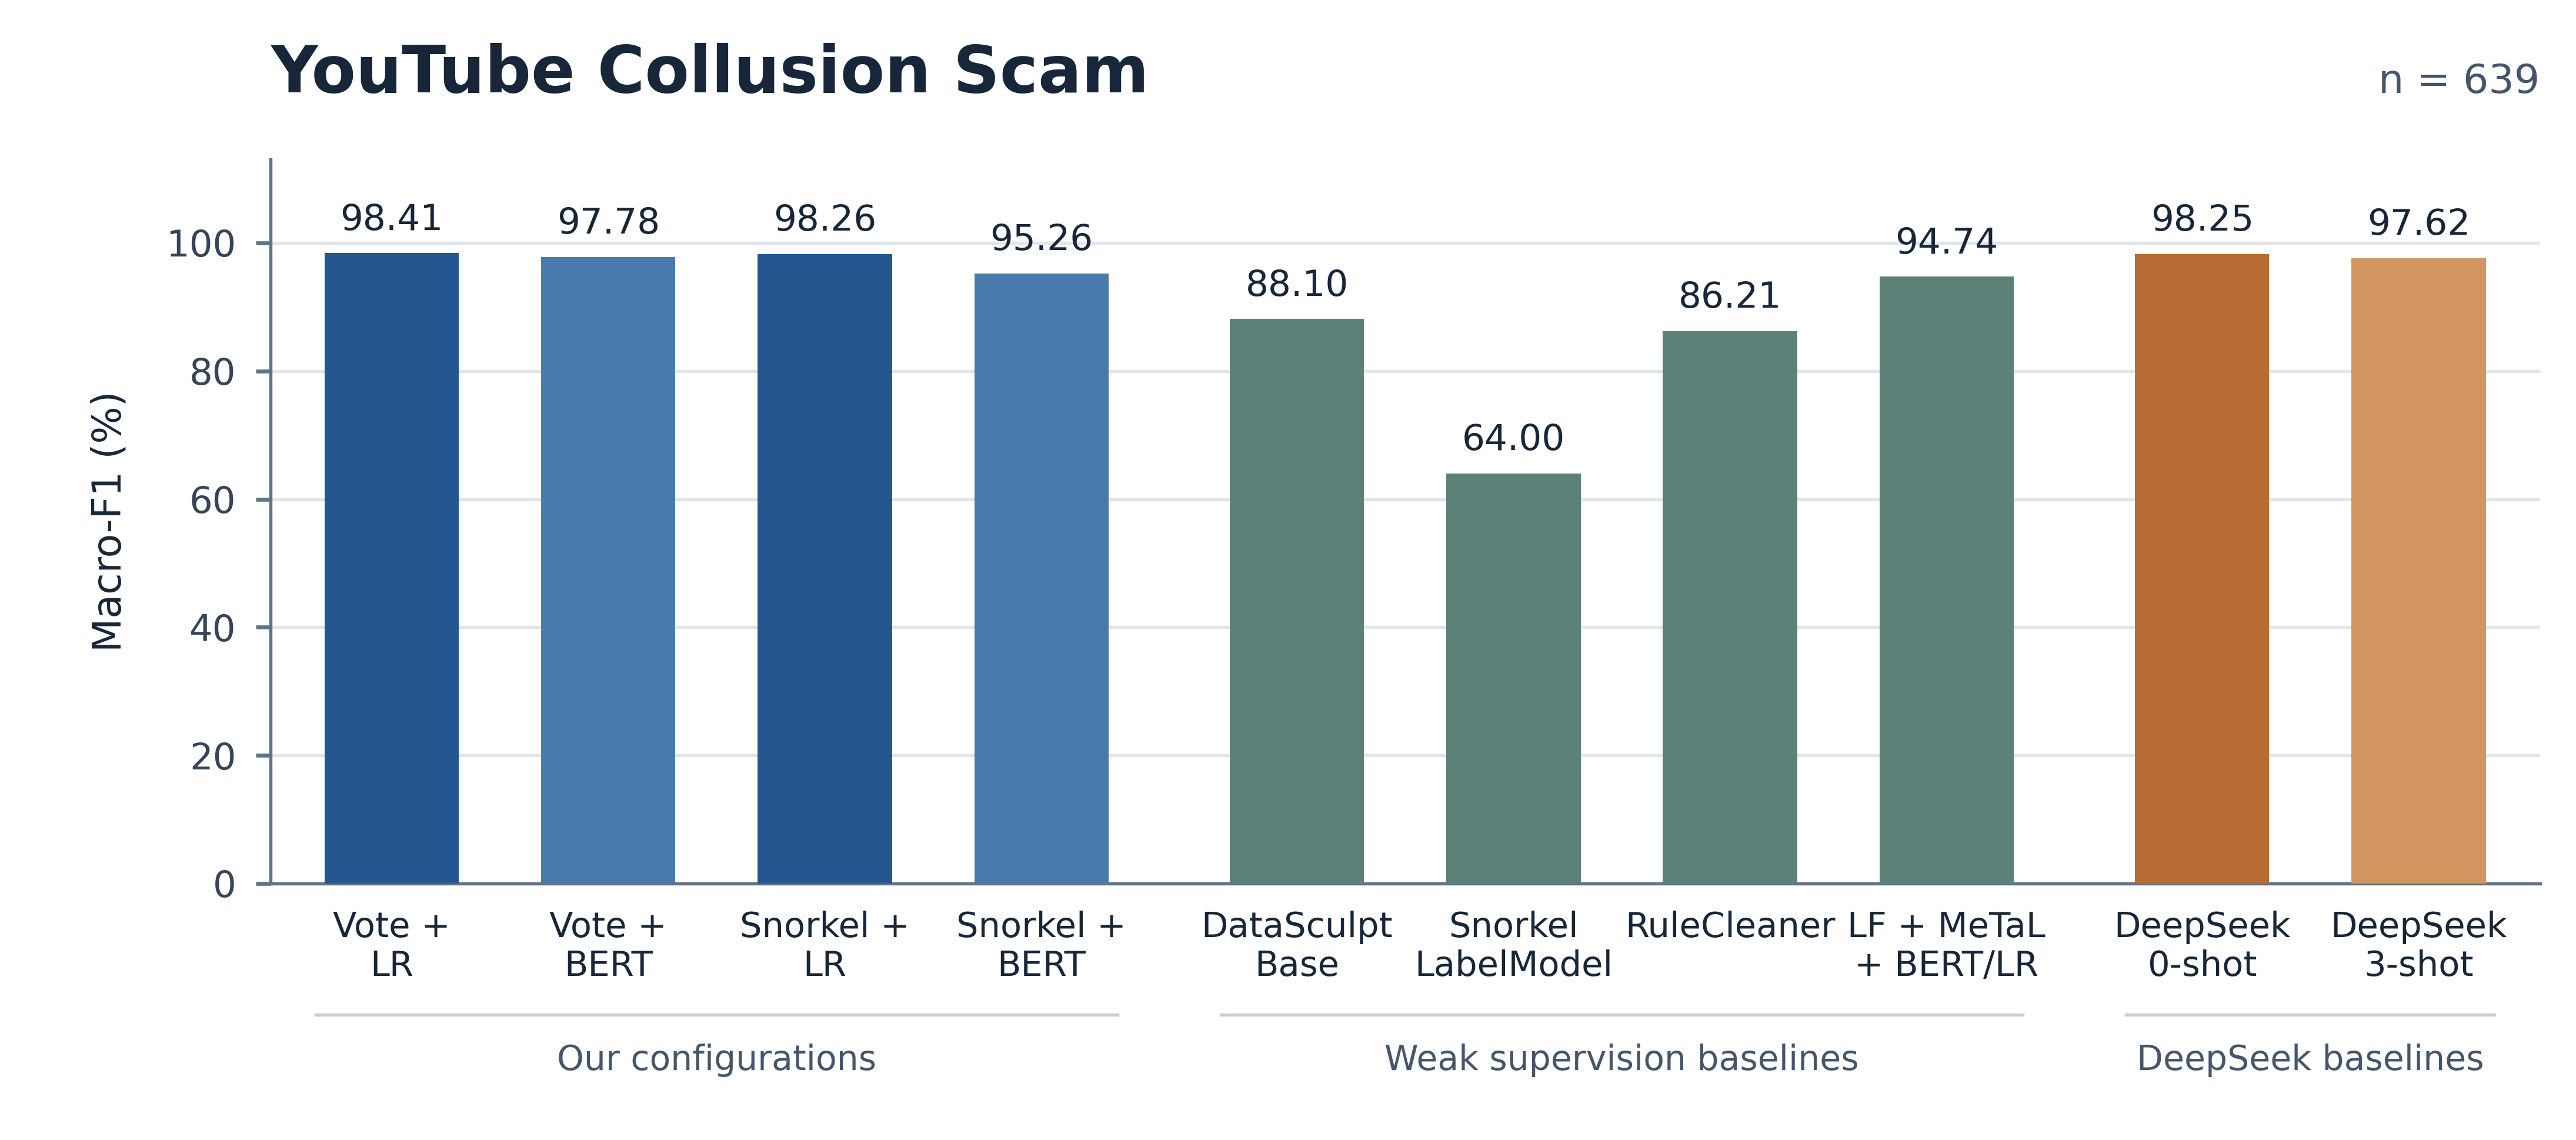 YouTube Collusion Scam
n = 639
Macro-F1 (%)
100
80
60
40
20
0
98.41
97.78
98.26
95.26
88.10
64.00
86.21
94.74
98.25
97.62
Vote +
LR
Vote +
BERT
Snorkel +
LR
Snorkel +
BERT
DataSculpt
Base
Snorkel
LabelModel
RuleCleaner
LF + MeTaL
+ BERT/LR
DeepSeek
0-shot
DeepSeek
3-shot
Our configurations
Weak supervision baselines
DeepSeek baselines